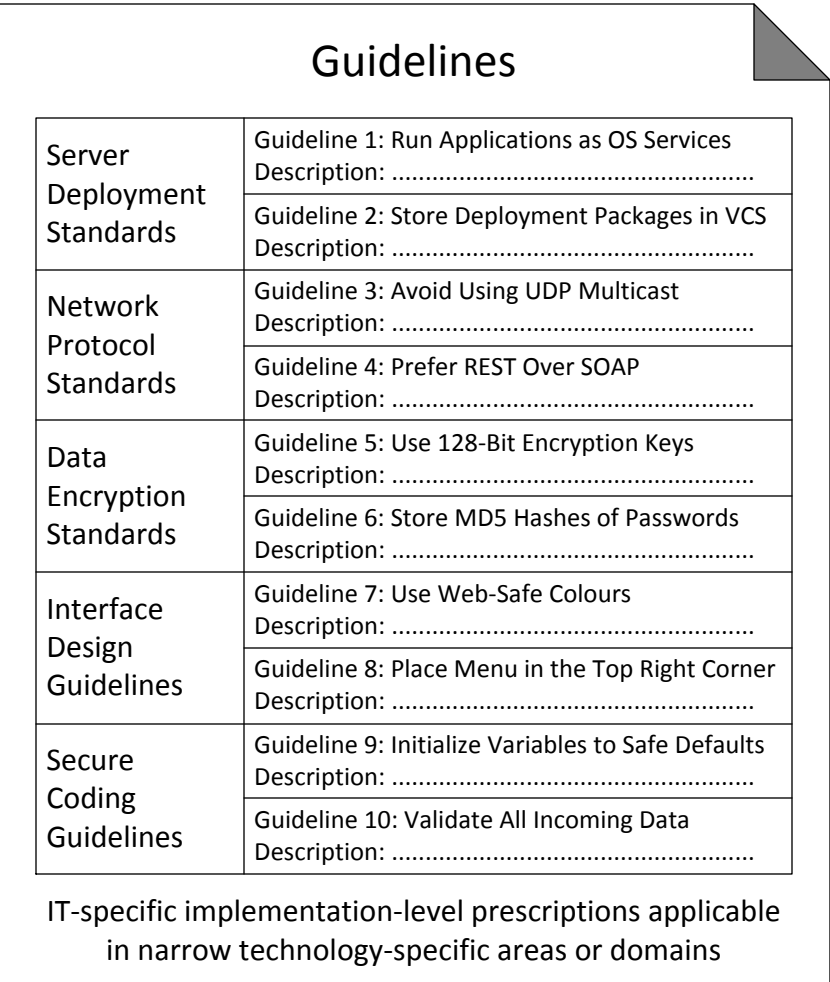 Guidelines
Server
Deployment
Standards
Guideline 1: Run Applications as OS Services
Description: ......................................................
Guideline 2: Store Deployment Packages in VCS
Description: ......................................................
Network
Protocol
Standards
Guideline 3: Avoid Using UDP Multicast
Description: ......................................................
Guideline 4: Prefer REST Over SOAP
Description: ......................................................
Data
Encryption
Standards
Guideline 5: Use 128-Bit Encryption Keys
Description: ......................................................
Guideline 6: Store MD5 Hashes of Passwords
Description: ......................................................
Interface
Design
Guidelines
Guideline 7: Use Web-Safe Colours
Description: ......................................................
Guideline 8: Place Menu in the Top Right Corner
Description: ......................................................
Secure
Coding
Guidelines
Guideline 9: Initialize Variables to Safe Defaults
Description: ......................................................
Guideline 10: Validate All Incoming Data
Description: ......................................................
IT-specific implementation-level prescriptions applicable
in narrow technology-specific areas or domains